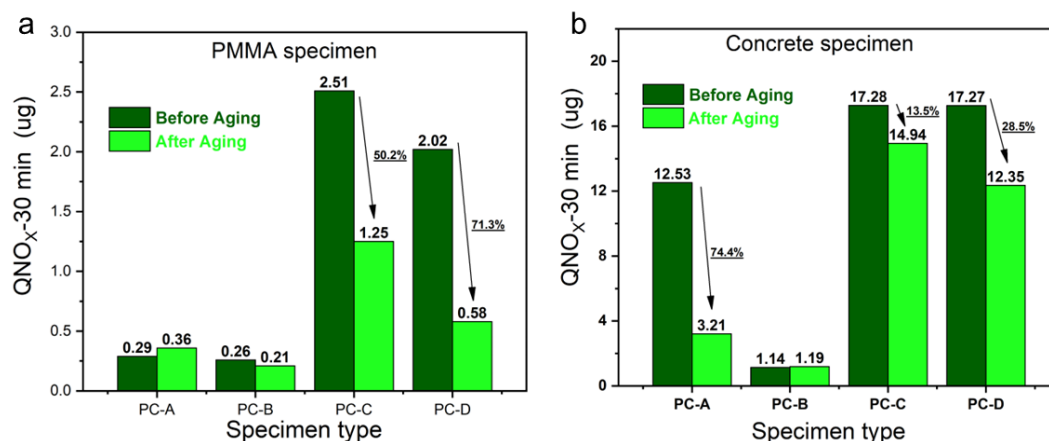 a
PMMA specimen
Before Aging
After Aging
QNOX-30 min (ug)
3.0
2.5
2.0
1.5
1.0
0.5
0.0
0.29
0.36
0.26
0.21
2.51
50.2%
1.25
2.02
71.3%
0.58
PC-A
PC-B
PC-C
PC-D
Specimen type
b
Concrete specimen
Before Aging
After Aging
QNOX-30 min (ug)
20
16
12
8
4
0
12.53
74.4%
3.21
1.14
1.19
17.28
13.5%
14.94
17.27
28.5%
12.35
PC-A
PC-B
PC-C
PC-D
Specimen type